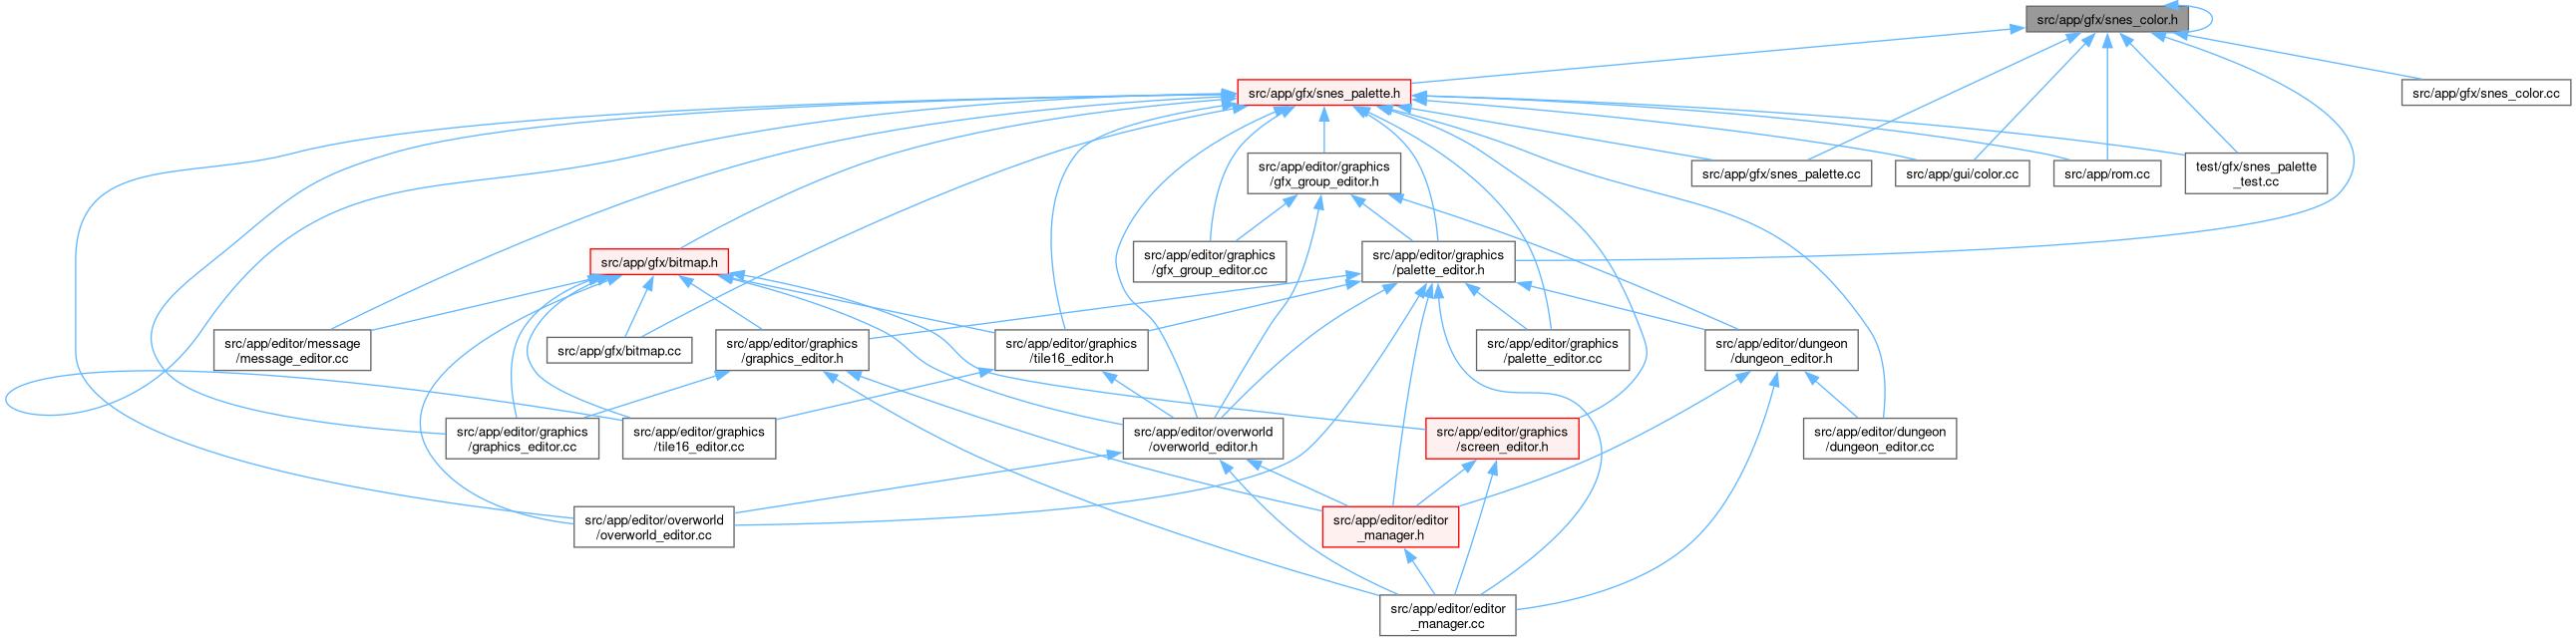 src/app/gfx/snes_color.h
src/app/gfx/snes_palette.h
src/app/gfx/snes_color.cc
src/app/editor/graphics
/gfx_group_editor.h
src/app/gfx/snes_palette.cc
src/app/gui/color.cc
src/app/rom.cc
test/gfx/snes_palette
_test.cc
src/app/gfx/bitmap.h
src/app/editor/graphics
/gfx_group_editor.cc
src/app/editor/graphics
/palette_editor.h
src/app/editor/message
/message_editor.cc
src/app/gfx/bitmap.cc
src/app/editor/graphics
/graphics_editor.h
src/app/editor/graphics
/tile16_editor.h
src/app/editor/graphics
/palette_editor.cc
src/app/editor/dungeon
/dungeon_editor.h
src/app/editor/graphics
/graphics_editor.cc
src/app/editor/graphics
/tile16_editor.cc
src/app/editor/overworld
/overworld_editor.h
src/app/editor/graphics
/screen_editor.h
src/app/editor/dungeon
/dungeon_editor.cc
src/app/editor/overworld
/overworld_editor.cc
src/app/editor/editor
_manager.h
src/app/editor/editor
_manager.cc